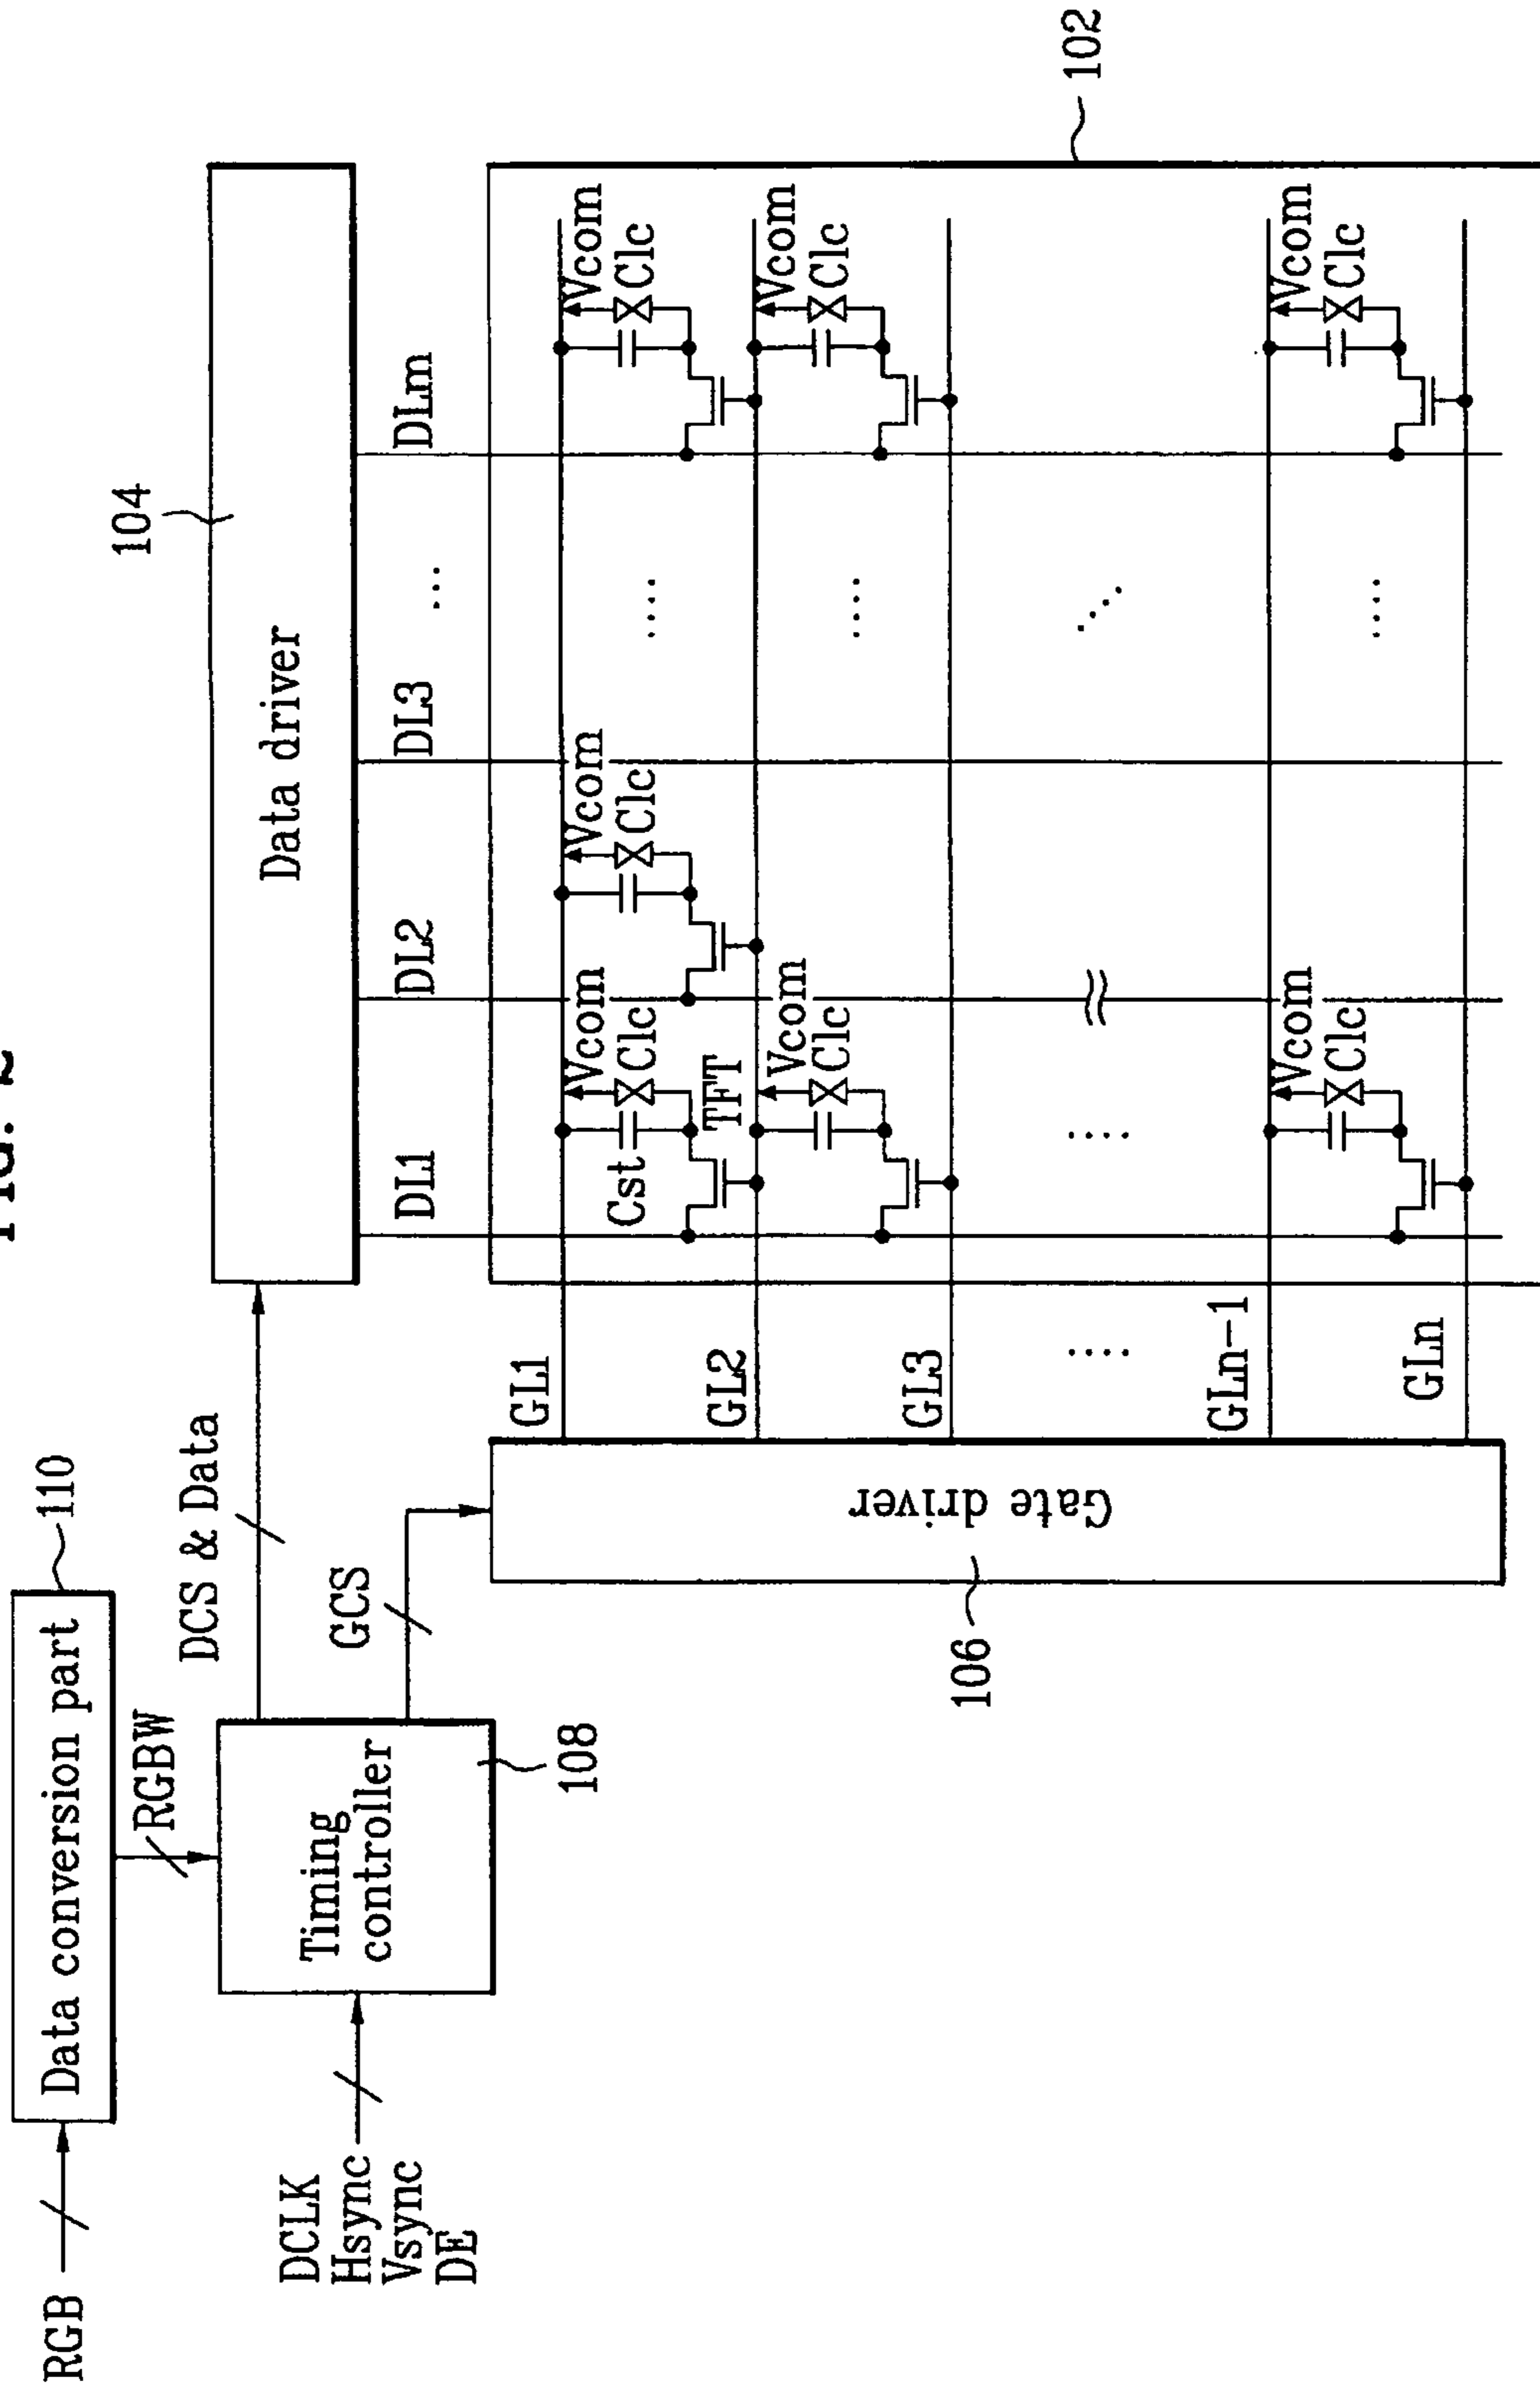 FIG. 2
RGB
Data conversion part
110
RGBW
DCLK
Hsync
Vsync
DE
Timing
controller
108
DCS & Data
GCS
Data driver
104
Gate driver
106
102
DL1
DL2
DL3
...
DLm
GL1
GL2
GL3
....
GLn-1
GLn
Cst
Clc
Vcom
TFT
Clc
Vcom
Clc
Vcom
....
Clc
Vcom
Clc
Vcom
....
Clc
Vcom
....
Clc
Vcom
....
Clc
Vcom